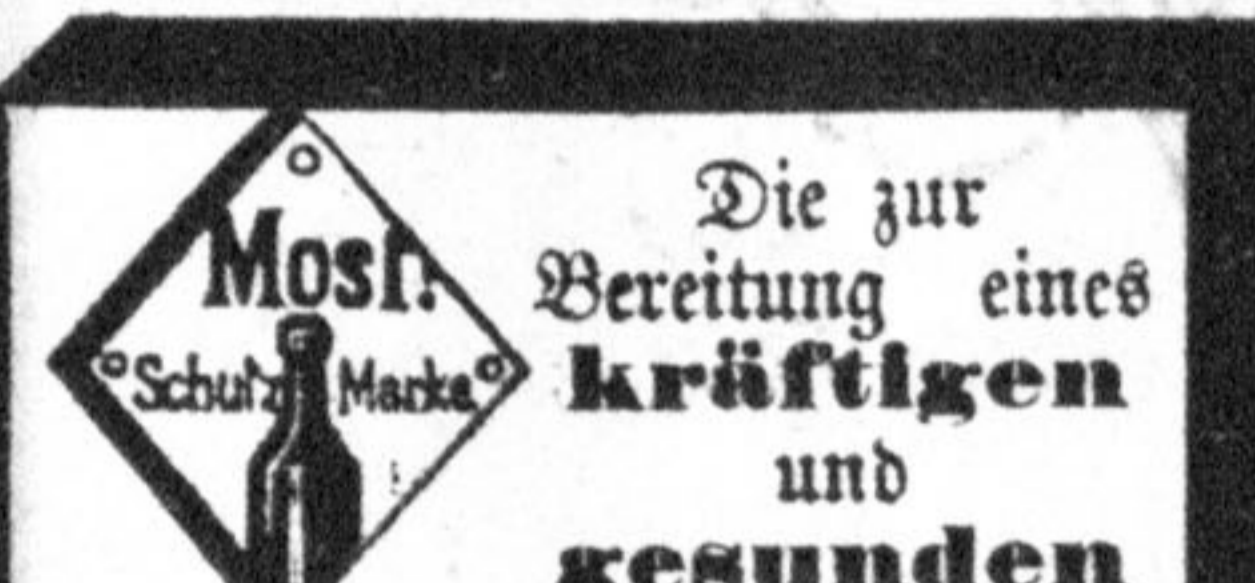 Most.
Schutz Marke
Die zur
Bereitung eines
kräftigen
und
gesunden